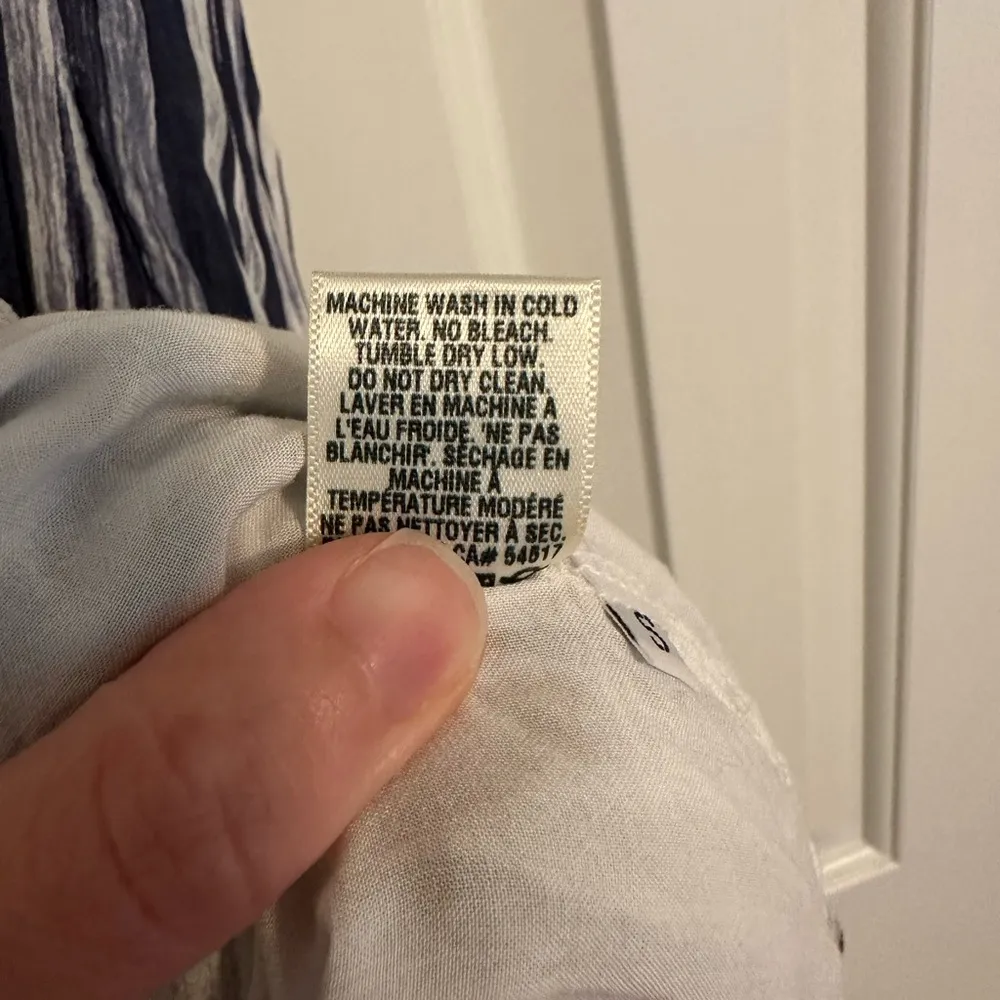 MACHINE WASH IN COLD
WATER. NO BLEACH.
TUMBLE DRY LOW.
DO NOT DRY CLEAN.
LAVER EN MACHINE À
L'EAU FROIDE. NE PAS
BLANCHIR. SÉCHAGE EN
MACHINE À
TEMPÉRATURE MODÉRÉ
NE PAS NETTOYER À SEC.
CA# 54517
S